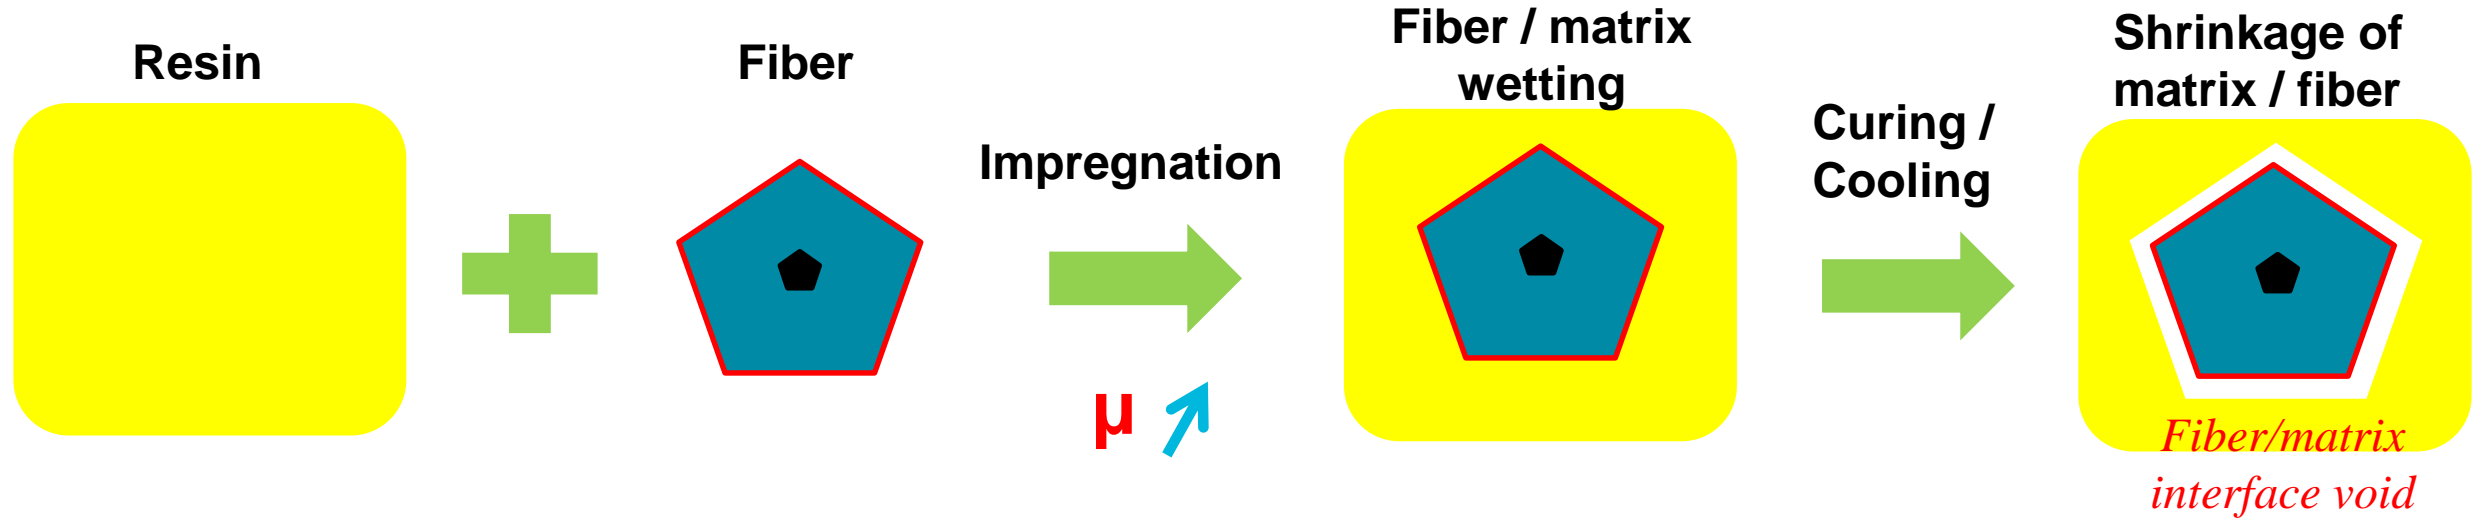 Resin
Fiber
Impregnation
µ
Fiber / matrix
wetting
Curing /
Cooling
Shrinkage of
matrix / fiber
Fiber/matrix
interface void